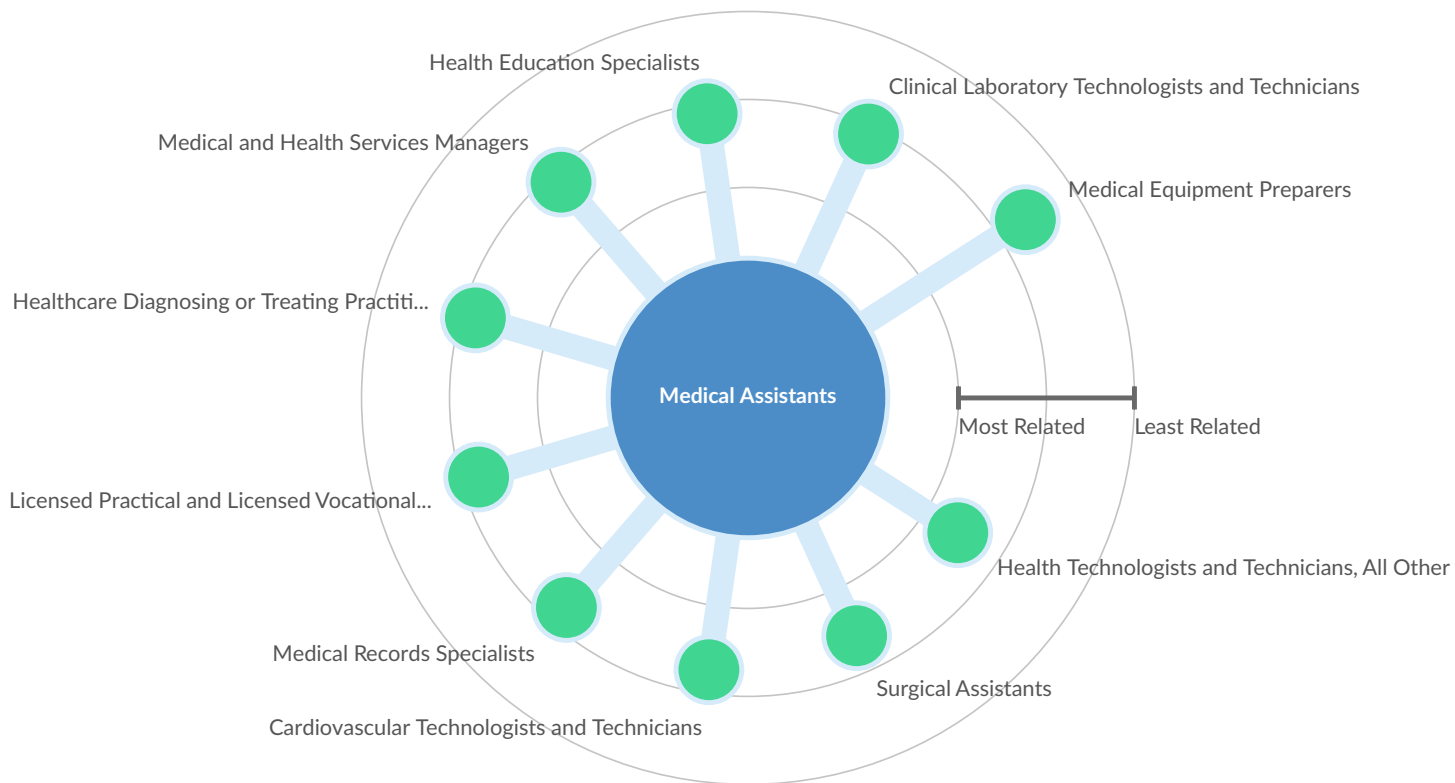 Health Education Specialists
Clinical Laboratory Technologists and Technicians
Medical and Health Services Managers
Medical Equipment Preparers
Healthcare Diagnosing or Treating Practiti...
Medical Assistants
Most Related
Least Related
Licensed Practical and Licensed Vocational...
Health Technologists and Technicians, All Other
Medical Records Specialists
Surgical Assistants
Cardiovascular Technologists and Technicians